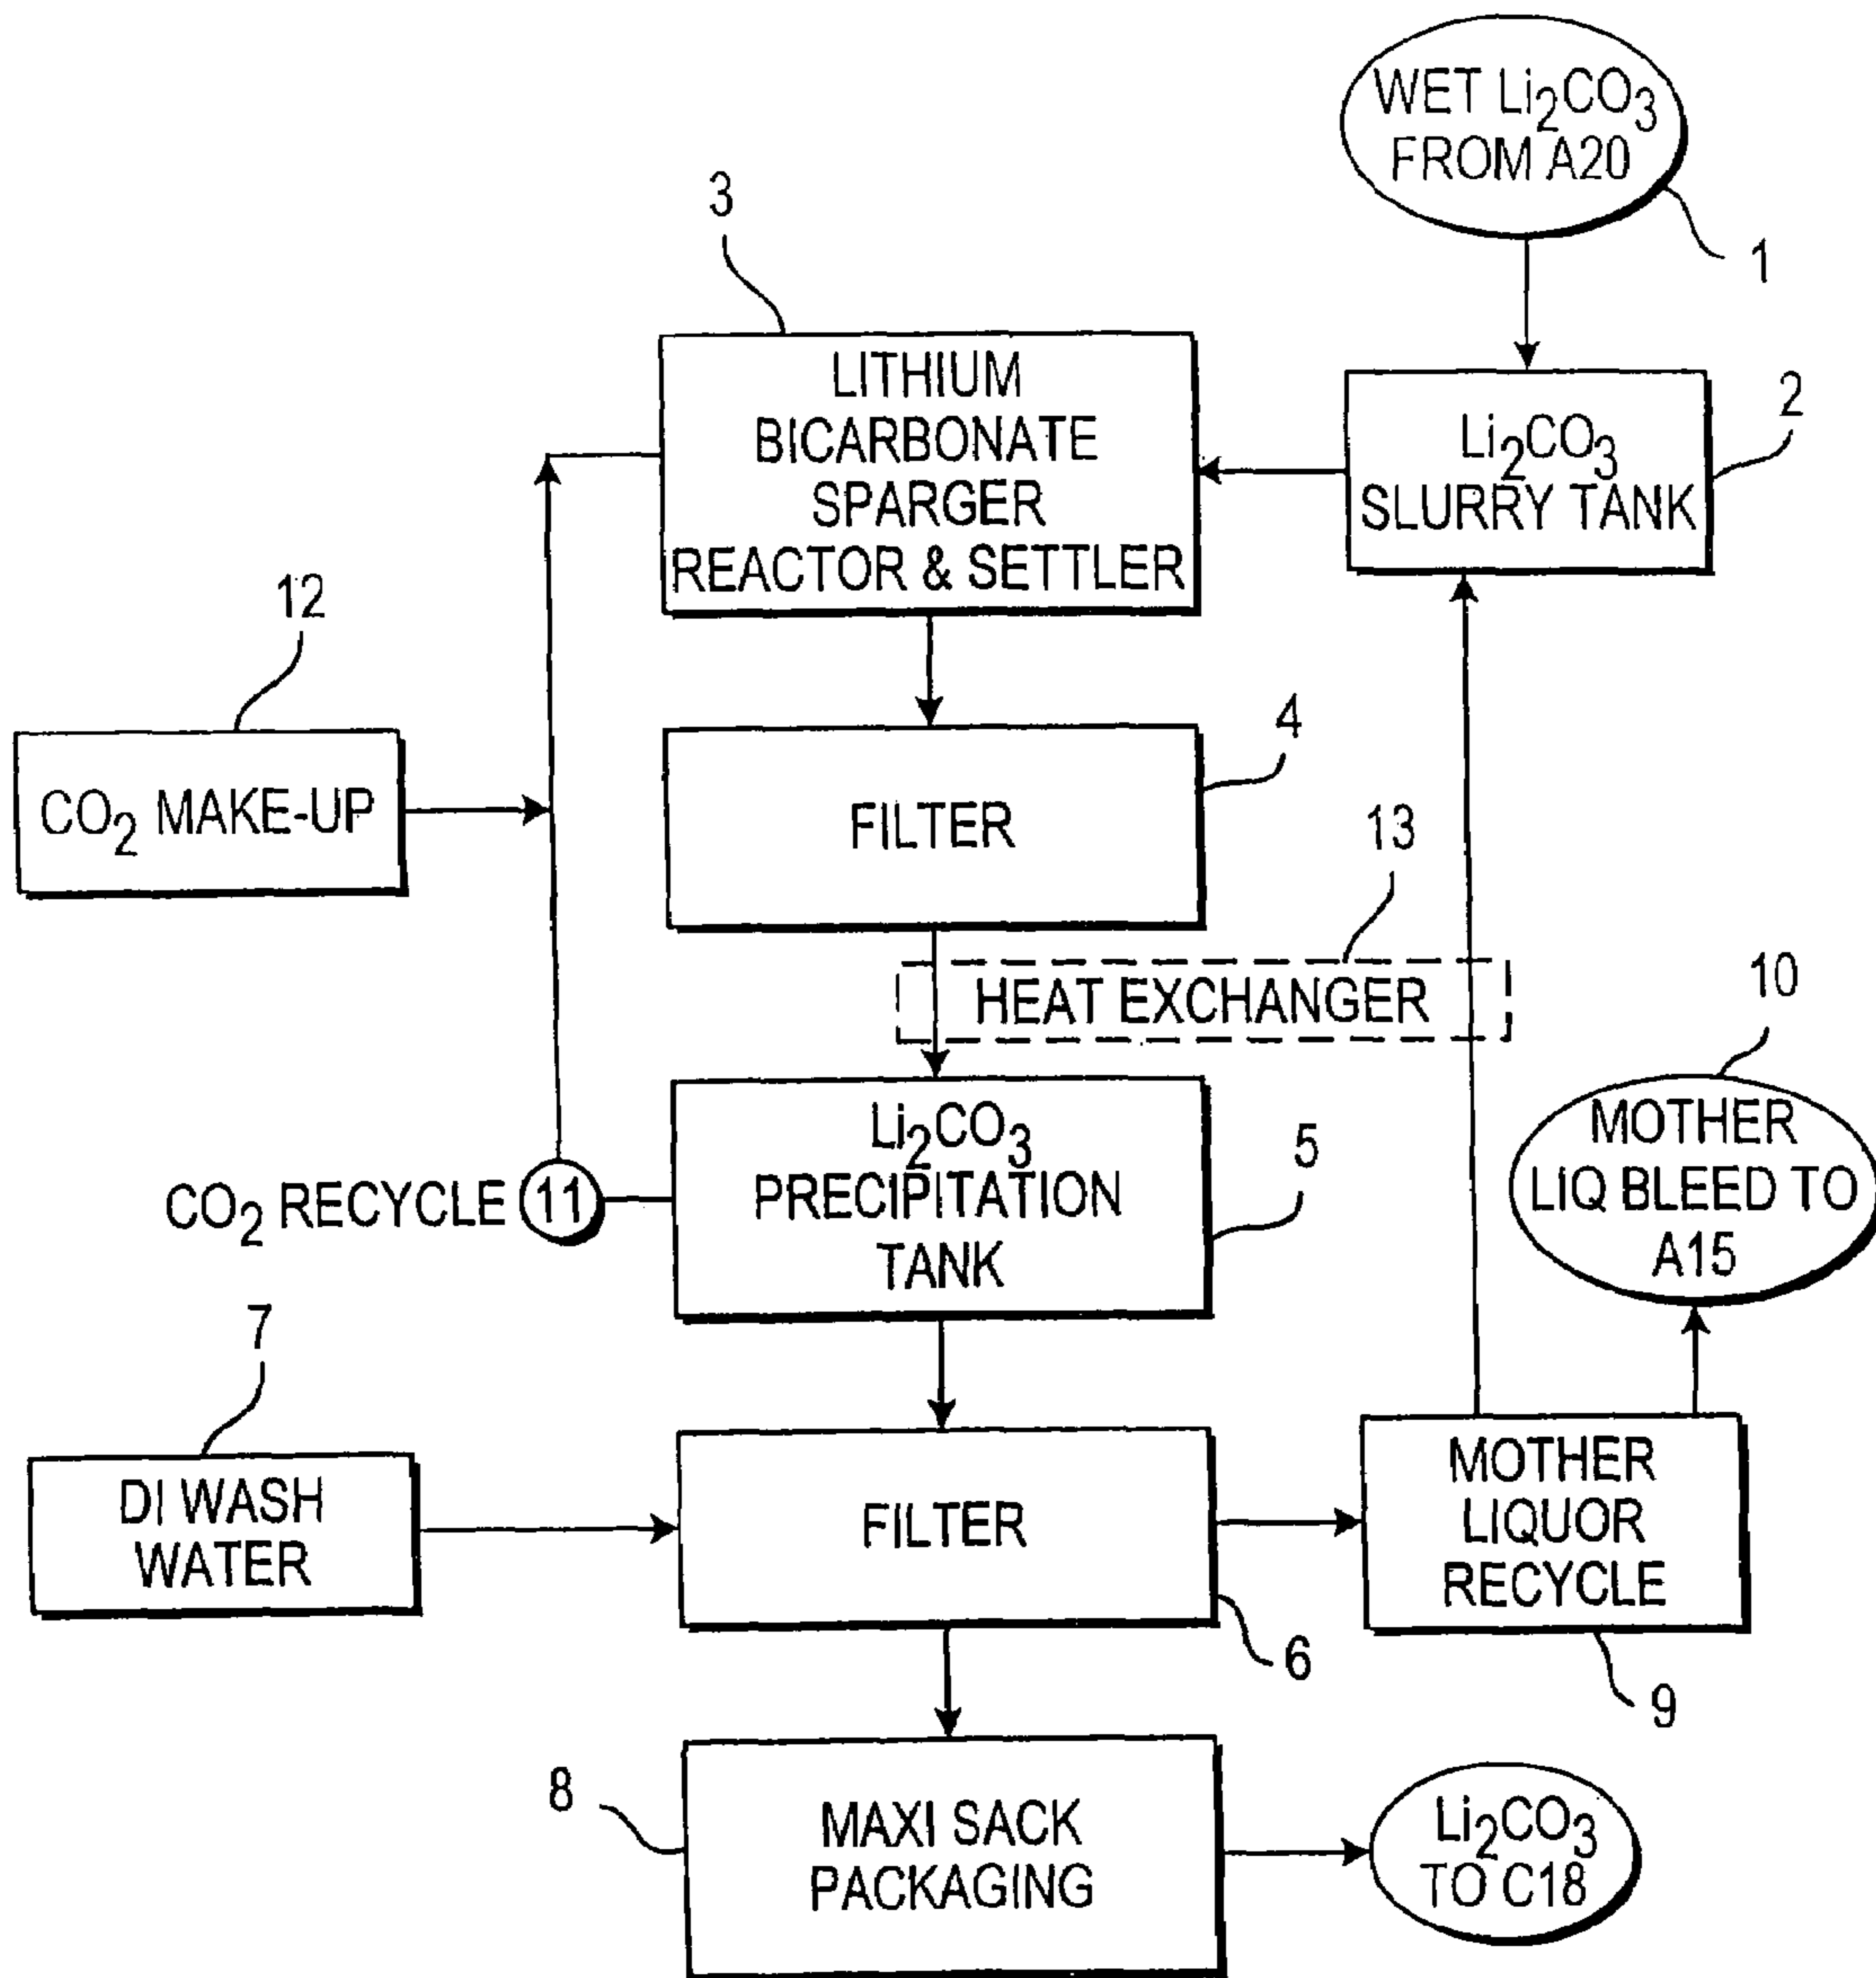 WET Li2CO3
FROM A20
1
3
LITHIUM
BICARBONATE
SPARGER
REACTOR & SETTLER
Li2CO3
SLURRY TANK
2
12
CO2 MAKE-UP
4
FILTER
13
HEAT EXCHANGER
10
MOTHER
LIQ BLEED TO
A15
Li2CO3
PRECIPITATION
TANK
5
CO2 RECYCLE 11
7
DI WASH
WATER
FILTER
6
MOTHER
LIQUOR
RECYCLE
9
8
MAXI SACK
PACKAGING
Li2CO3
TO C18